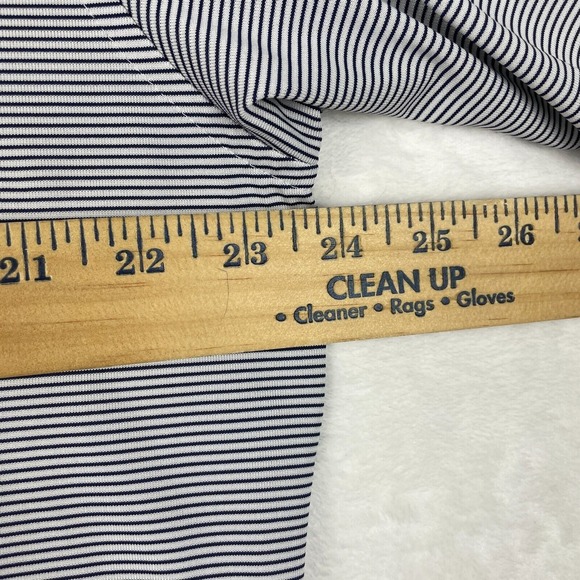 21 22 23 24 25 26
CLEAN UP
• Cleaner • Rags • Gloves